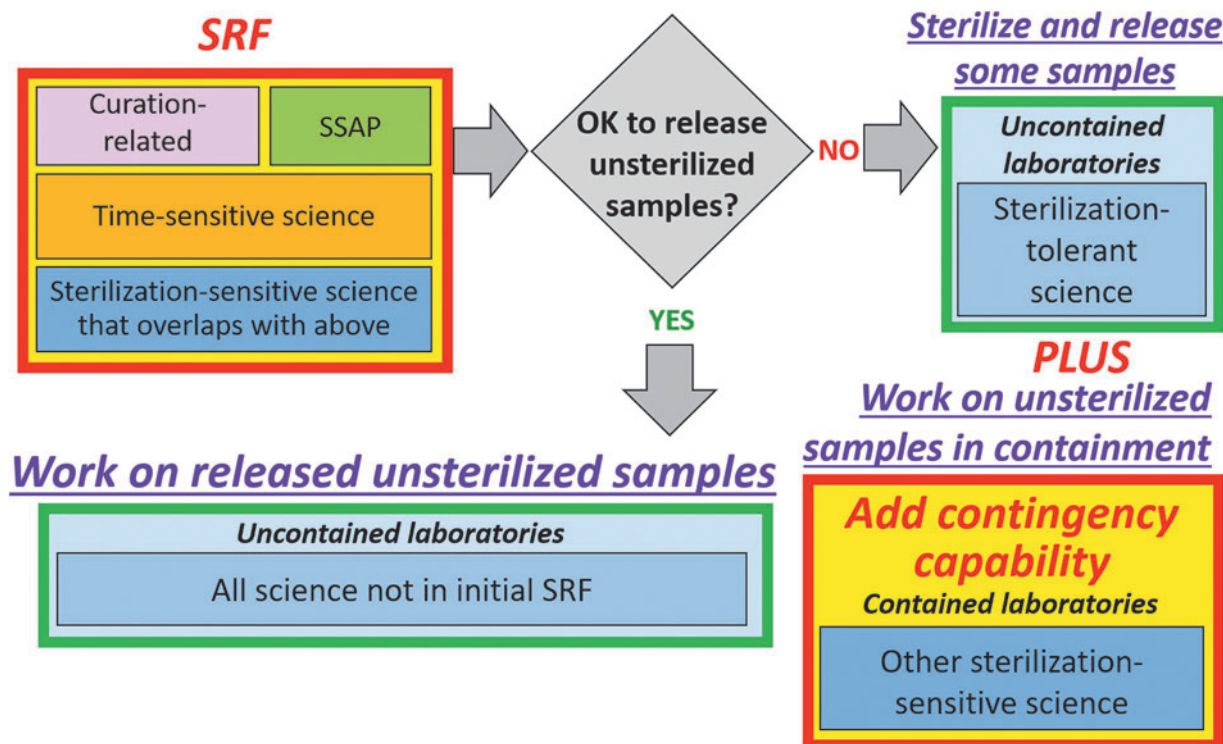 SRF
Curation-
related
SSAP
Time-sensitive science
Sterilization-sensitive science
that overlaps with above
OK to release
unsterilized
samples?
NO
YES
Sterilize and release
some samples
Uncontained
laboratories
Sterilization-
tolerant
science
PLUS
Work on unsterilized
samples in containment
Add contingency
capability
Contained laboratories
Other sterilization-
sensitive science
Work on released unsterilized samples
Uncontained laboratories
All science not in initial SRF